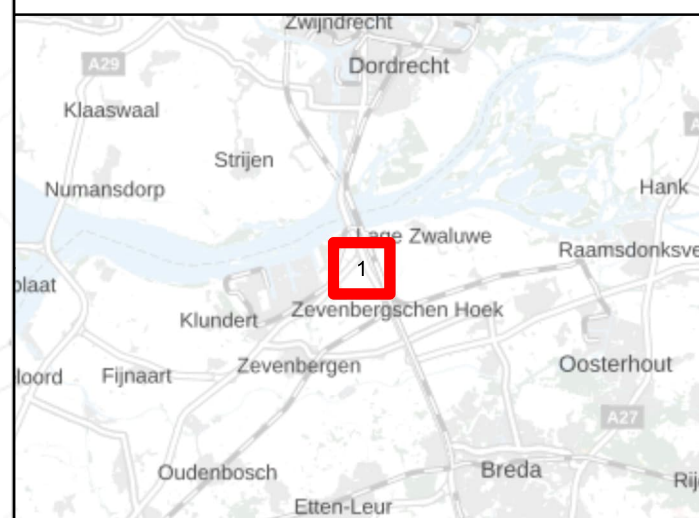 Zwijndrecht
A29
Dordrecht
Klaaswaal
Strijen
Numansdorp
Hank
Lage Zwaluwe
Raamsdonksve
1
plaat
Klundert
Zevenbergschen Hoek
Zevenbergen
Oosterhout
loord
Fijnaart
A27
Oudenbosch
Breda
Rij
Etten-Leur